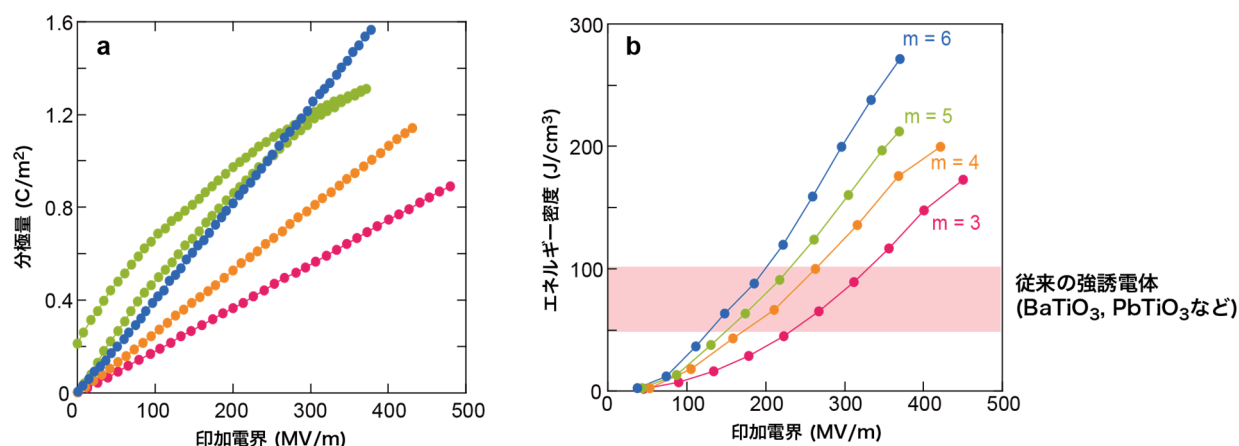 a
1.6
1.2
0.8
0.4
0
0
100
200
300
400
500
分極量 (C/m²)
印加電界 (MV/m)
b
300
200
100
0
0
100
200
300
400
500
エネルギー密度 (J/cm³)
印加電界 (MV/m)
m = 6
m = 5
m = 4
m = 3
従来の強誘電体
(BaTiO₃, PbTiO₃など)